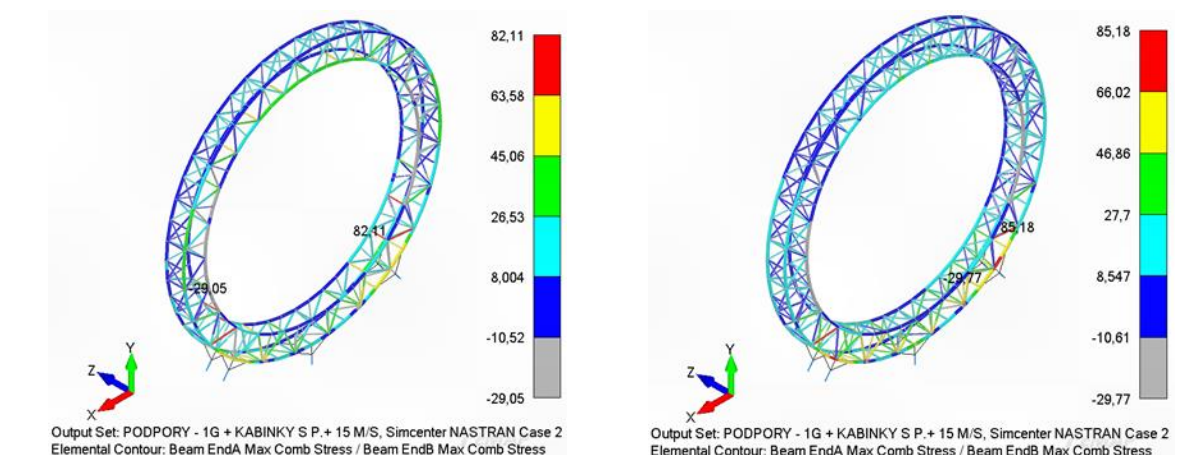 82,11
63,58
45,06
26,53
8,004
-10,52
-29,05
82,11
-29,05
Y
Z
X
Output Set: PODPORY - 1G + KABINKY S P.+ 15 M/S, Simcenter NASTRAN Case 2
Elemental Contour: Beam EndA Max Comb Stress / Beam EndB Max Comb Stress
85,18
66,02
46,86
27,7
8,547
-10,61
-29,77
85,18
-29,77
Y
Z
X
Output Set: PODPORY - 1G + KABINKY S P.+ 15 M/S, Simcenter NASTRAN Case 2
Elemental Contour: Beam EndA Max Comb Stress / Beam EndB Max Comb Stress